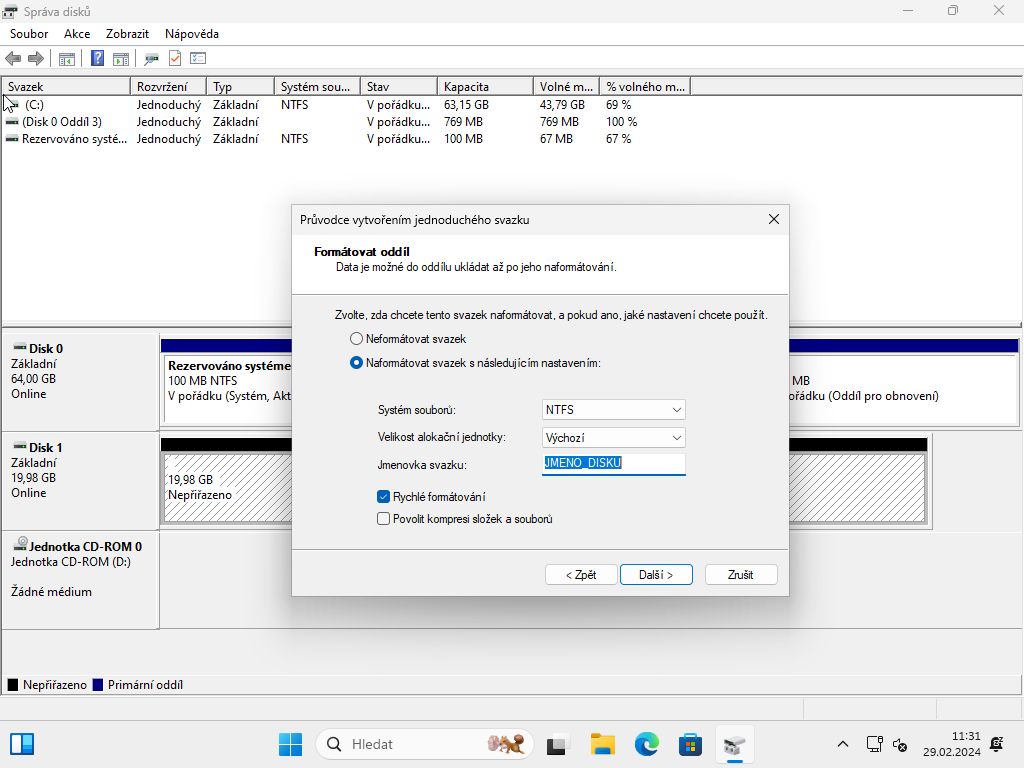 Správa disků
Soubor Akce Zobrazit Nápověda
Svazek Rozvržení Typ Systém sou... Stav Kapacita Volné m... % volného m...
(C:) Jednoduchý Základní NTFS V pořádku... 63,15 GB 43,79 GB 69 %
(Disk 0 Oddíl 3) Jednoduchý Základní V pořádku... 769 MB 769 MB 100 %
Rezervováno systé... Jednoduchý Základní NTFS V pořádku... 100 MB 67 MB 67 %
Průvodce vytvořením jednoduchého svazku
Formátovat oddíl
Data je možné do oddílu ukládat až po jeho naformátování.
Zvolte, zda chcete tento svazek naformátovat, a pokud ano, jaké nastavení chcete použít.
Neformátovat svazek
Naformátovat svazek s následujícím nastavením:
Systém souborů: NTFS
Velikost alokační jednotky: Výchozí
Jmenovka svazku: JMENO_DISKU
Rychlé formátování
Povolit kompresi složek a souborů
< Zpět Další > Zrušit
Disk 0
Základní
64,00 GB
Online
Rezervováno systéme
100 MB NTFS
V pořádku (Systém, Akt
MB
ořádku (Oddíl pro obnovení)
Disk 1
Základní
19,98 GB
Online
19,98 GB
Nepřiřazeno
Jednotka CD-ROM 0
Jednotka CD-ROM (D:)
Žádné médium
Nepřiřazeno Primární oddíl
Hledat
11:31
29.02.2024